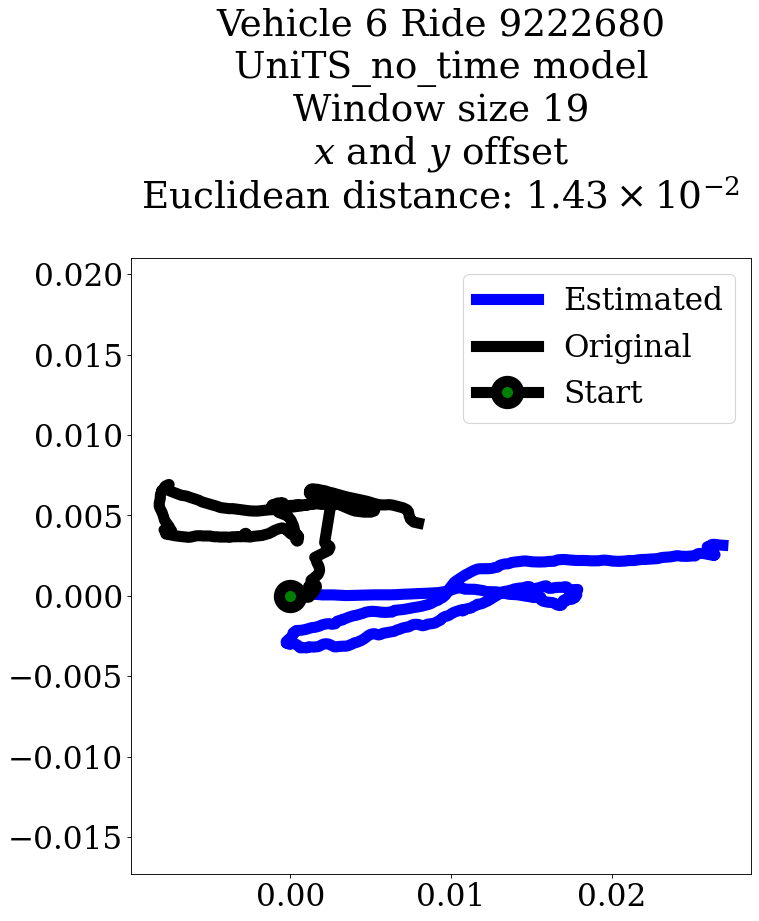 Vehicle 6 Ride 9222680
UniTS_no_time model
Window size 19
x and y offset
Euclidean distance: 1.43 × 10⁻²
Estimated
Original
Start
0.020
0.015
0.010
0.005
0.000
−0.005
−0.010
−0.015
0.00 0.01 0.02